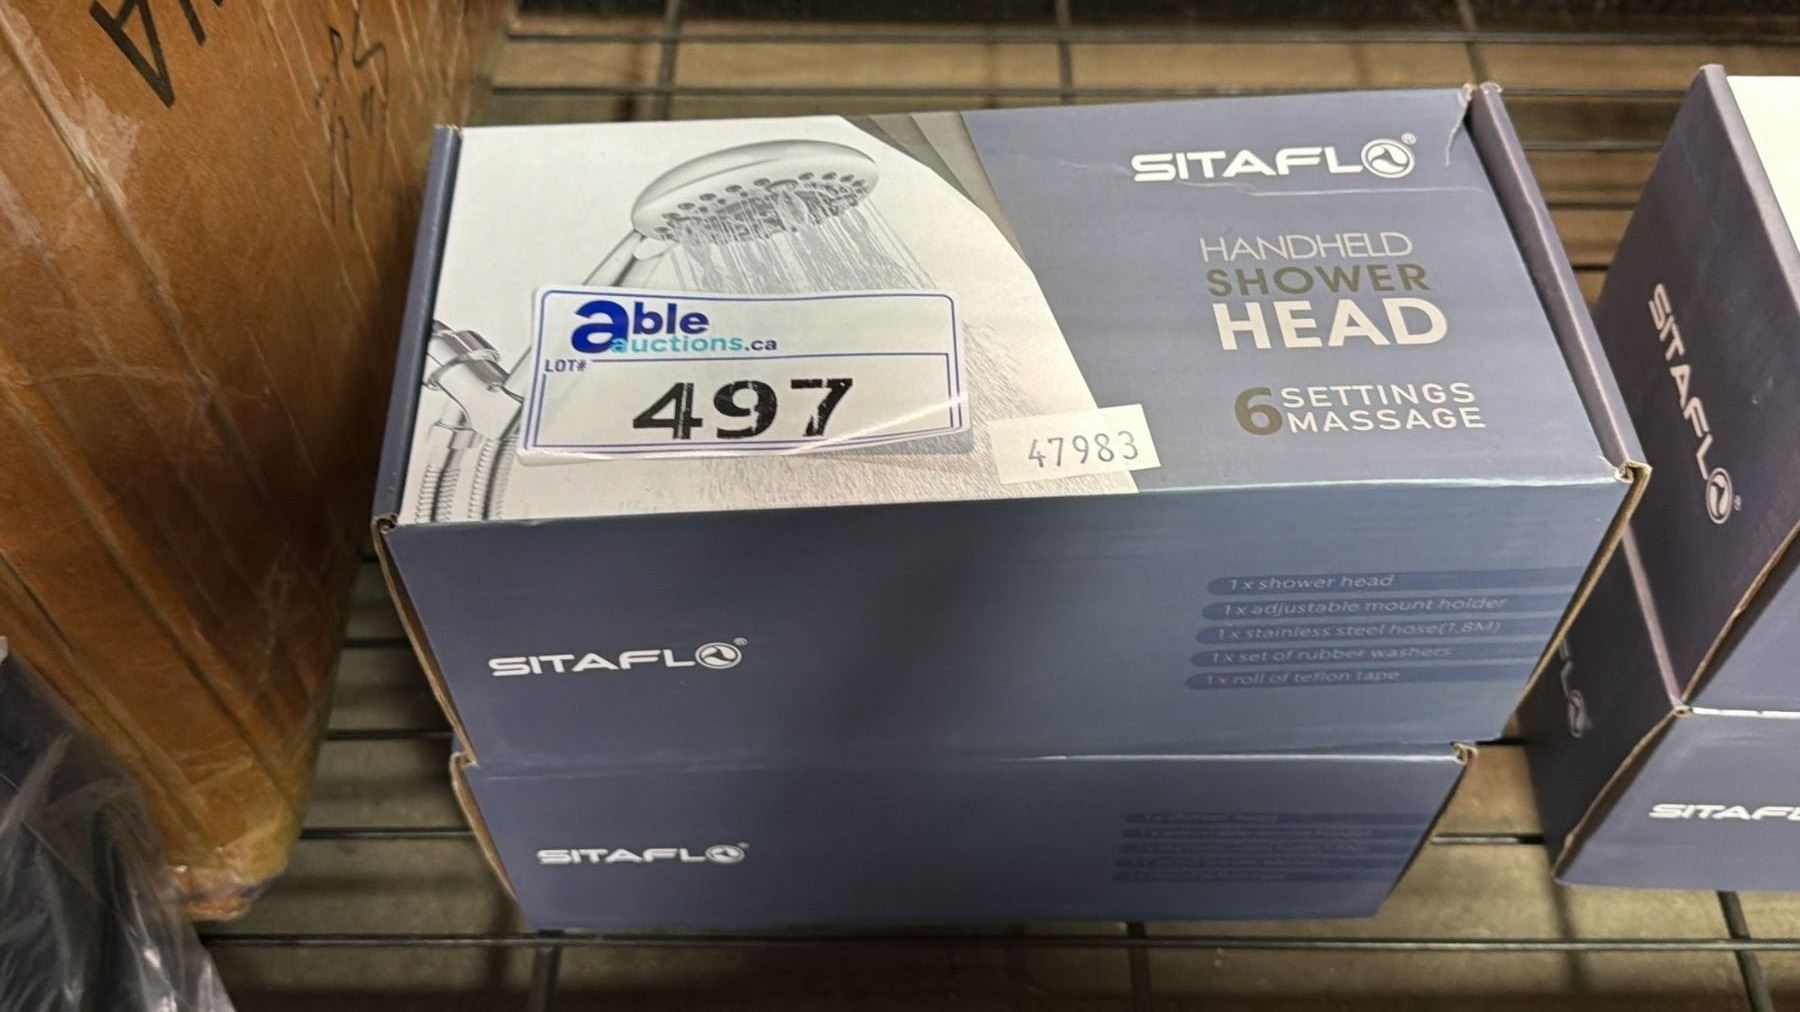 SITAFLO®
HANDHELD
SHOWER
HEAD
6 SETTINGS
MASSAGE
able
auctions.ca
LOT#
497
47983
1 x shower head
1 x adjustable mount holder
1 x stainless steel hose(1.8M)
1 x set of rubber washers
1 x roll of teflon tape
SITAFLO®
SITAFLO®
SITAFLO®
SITAFL